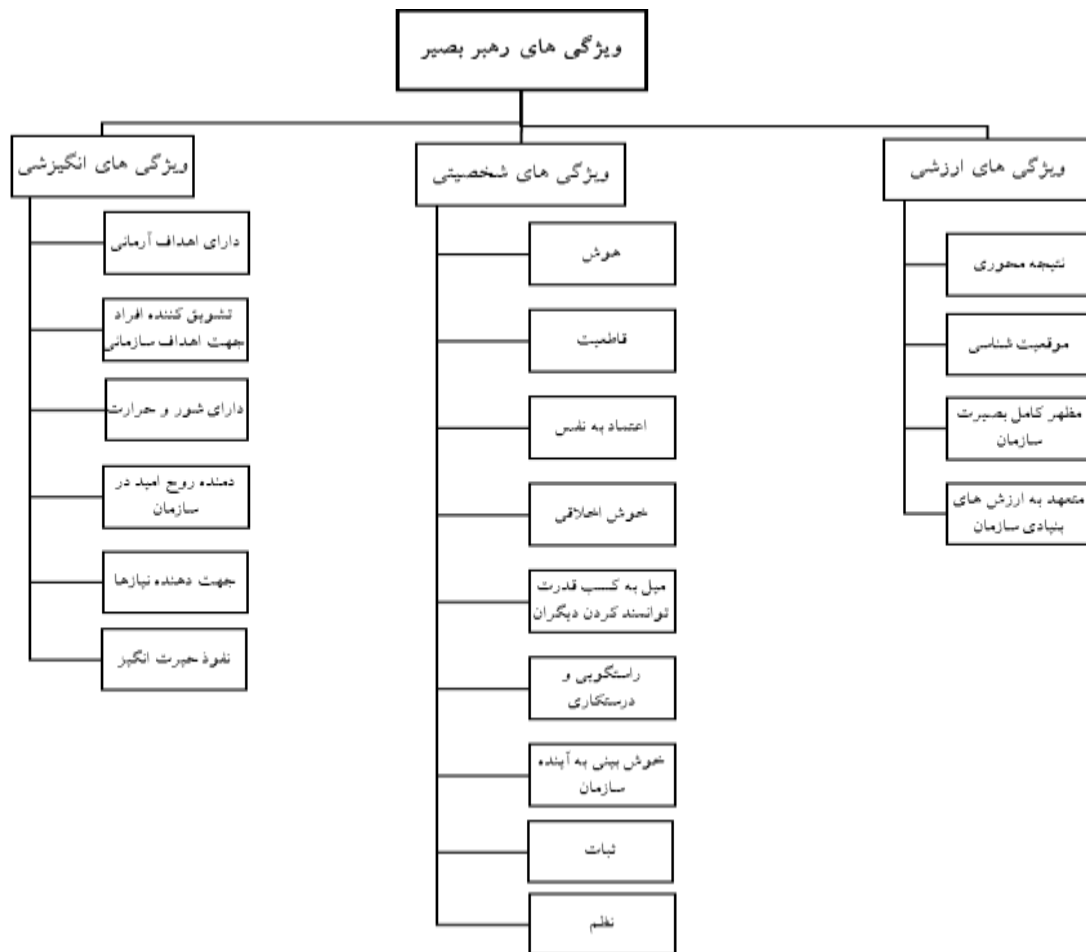 ویژگی های رهبر بصیر
ویژگی های ارزشی
نتیجه محوری
موقعیت شناسی
مظهر کامل بصیرت
سازمان
متعهد به ارزش های
بنیادی سازمان
ویژگی های شخصیتی
هوش
قاطعیت
اعتماد به نفس
خوش اخلاقی
میل به کسب قدرت
توانمند کردن دیگران
راستگویی و
درستکاری
خوش بینی به آینده
سازمان
ثبات
نظم
ویژگی های انگیزشی
دارای اهداف آرمانی
تشویق کننده افراد
جهت اهداف سازمانی
دارای شور و حرارت
دمنده روح امید در
سازمان
جهت دهنده نیازها
نفوذ حیرت انگیز